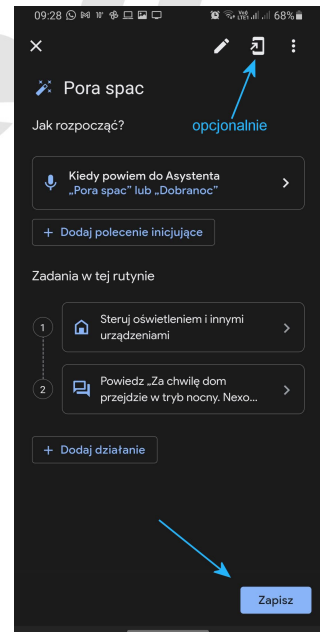 09:28
68%
Pora spac
Jak rozpocząć?
opcjonalnie
Kiedy powiem do Asystenta
„Pora spac” lub „Dobranoc”
+ Dodaj polecenie inicjujące
Zadania w tej rutynie
1
Steruj oświetleniem i innymi
urządzeniami
2
Powiedz „Za chwilę dom
przejdzie w tryb nocny. Nexo...
+ Dodaj działanie
Zapisz